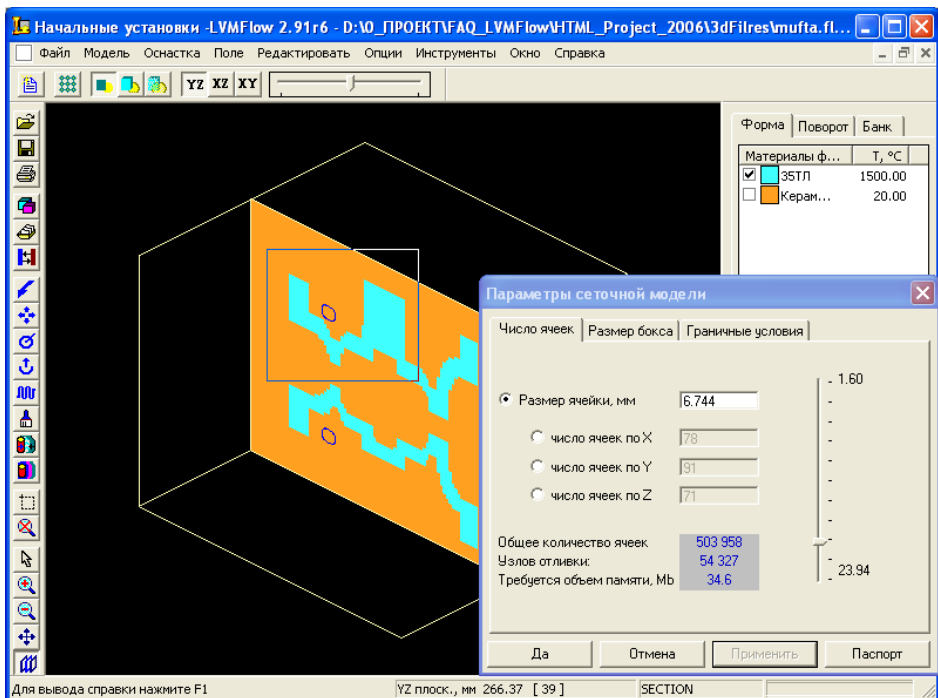 Начальные установки -LVMFlow 2.91r6 - D:\0_ПРОЕКТ\FAQ_LVMFlow\HTML_Project_2006\3dFilres\mufta.fl...
Файл Модель Оснастка Поле Редактировать Опции Инструменты Окно Справка
YZ XZ XY
Форма Поворот Банк
Материалы ф... T, °C
35ТЛ 1500.00
Керам... 20.00
Параметры сеточной модели
Число ячеек Размер бокса Граничные условия
1.60
Размер ячейки, мм 6.744
число ячеек по X 78
число ячеек по Y 91
число ячеек по Z 71
Общее количество ячеек 503 958
Узлов отливки: 54 327
23.94
Требуется объем памяти, Mb 34.6
Да Отмена Применить Паспорт
Для вывода справки нажмите F1 YZ плоск., мм 266.37 [ 39 ] SECTION